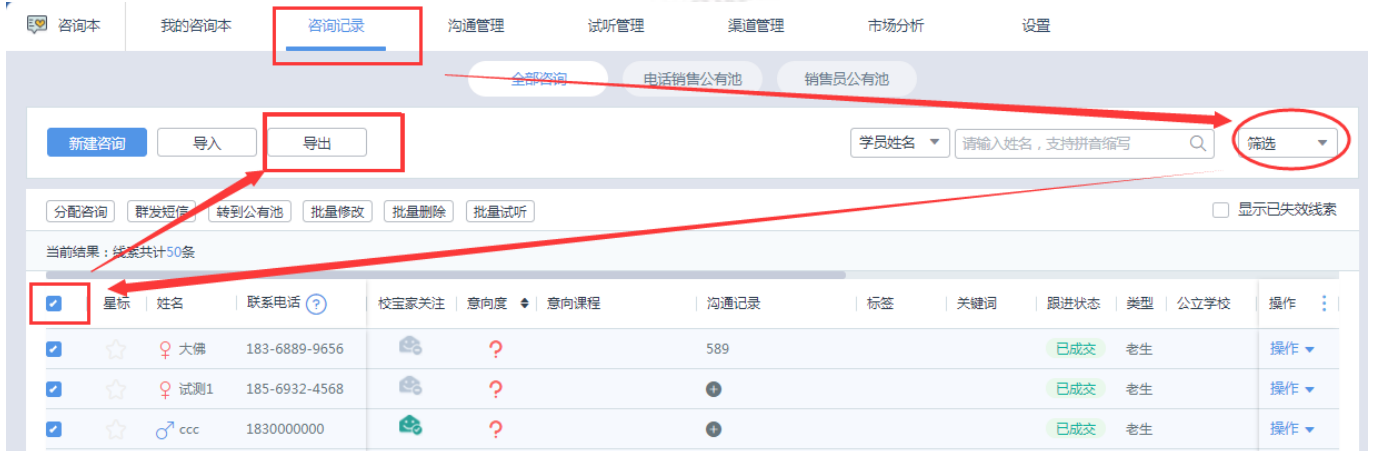 咨询本 我的咨询本 咨询记录 沟通管理 试听管理 渠道管理 市场分析 设置
全部咨询 电话销售公有池 销售员公有池
新建咨询 导入 导出 学员姓名 请输入姓名，支持拼音缩写 筛选
分配咨询 群发短信 转到公有池 批量修改 批量删除 批量试听 显示已失效线索
当前结果：线索共计50条
星标 姓名 联系电话 ? 校宝家关注 意向度 意向课程 沟通记录 标签 关键词 跟进状态 类型 公立学校 操作
大佛 183-6889-9656 ? 589 已成交 老生 操作
试测1 185-6932-4568 ? 已成交 老生 操作
ccc 1830000000 ? 已成交 老生 操作